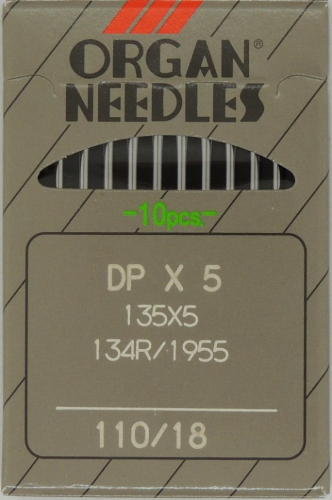 ORGAN®
NEEDLES
-10pcs.-
DP X 5
135X5
134R/1955
110/18